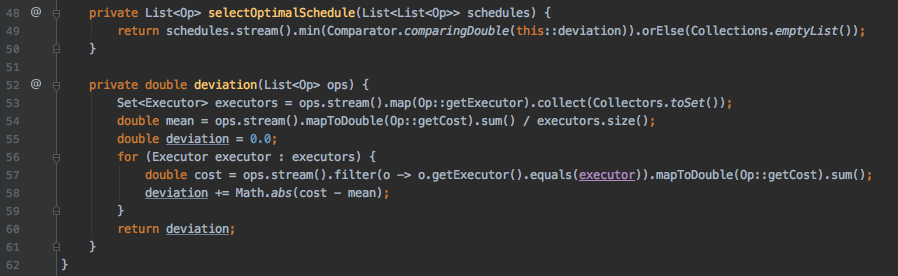 48 @ private List<Op> selectOptimalSchedule(List<List<Op>> schedules) {
49 return schedules.stream().min(Comparator.comparingDouble(this::deviation)).orElse(Collections.emptyList());
50 }
51
52 @ private double deviation(List<Op> ops) {
53 Set<Executor> executors = ops.stream().map(Op::getExecutor).collect(Collectors.toSet());
54 double mean = ops.stream().mapToDouble(Op::getCost).sum() / executors.size();
55 double deviation = 0.0;
56 for (Executor executor : executors) {
57 double cost = ops.stream().filter(o -> o.getExecutor().equals(executor)).mapToDouble(Op::getCost).sum();
58 deviation += Math.abs(cost - mean);
59 }
60 return deviation;
61 }
62 }